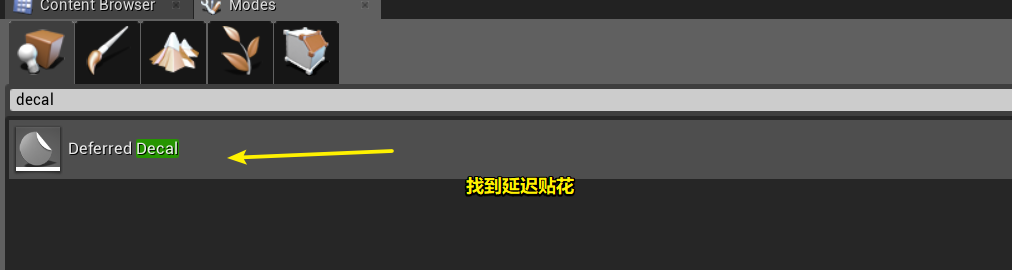 Content Browser
Modes
decal
Deferred Decal
找到延迟贴花